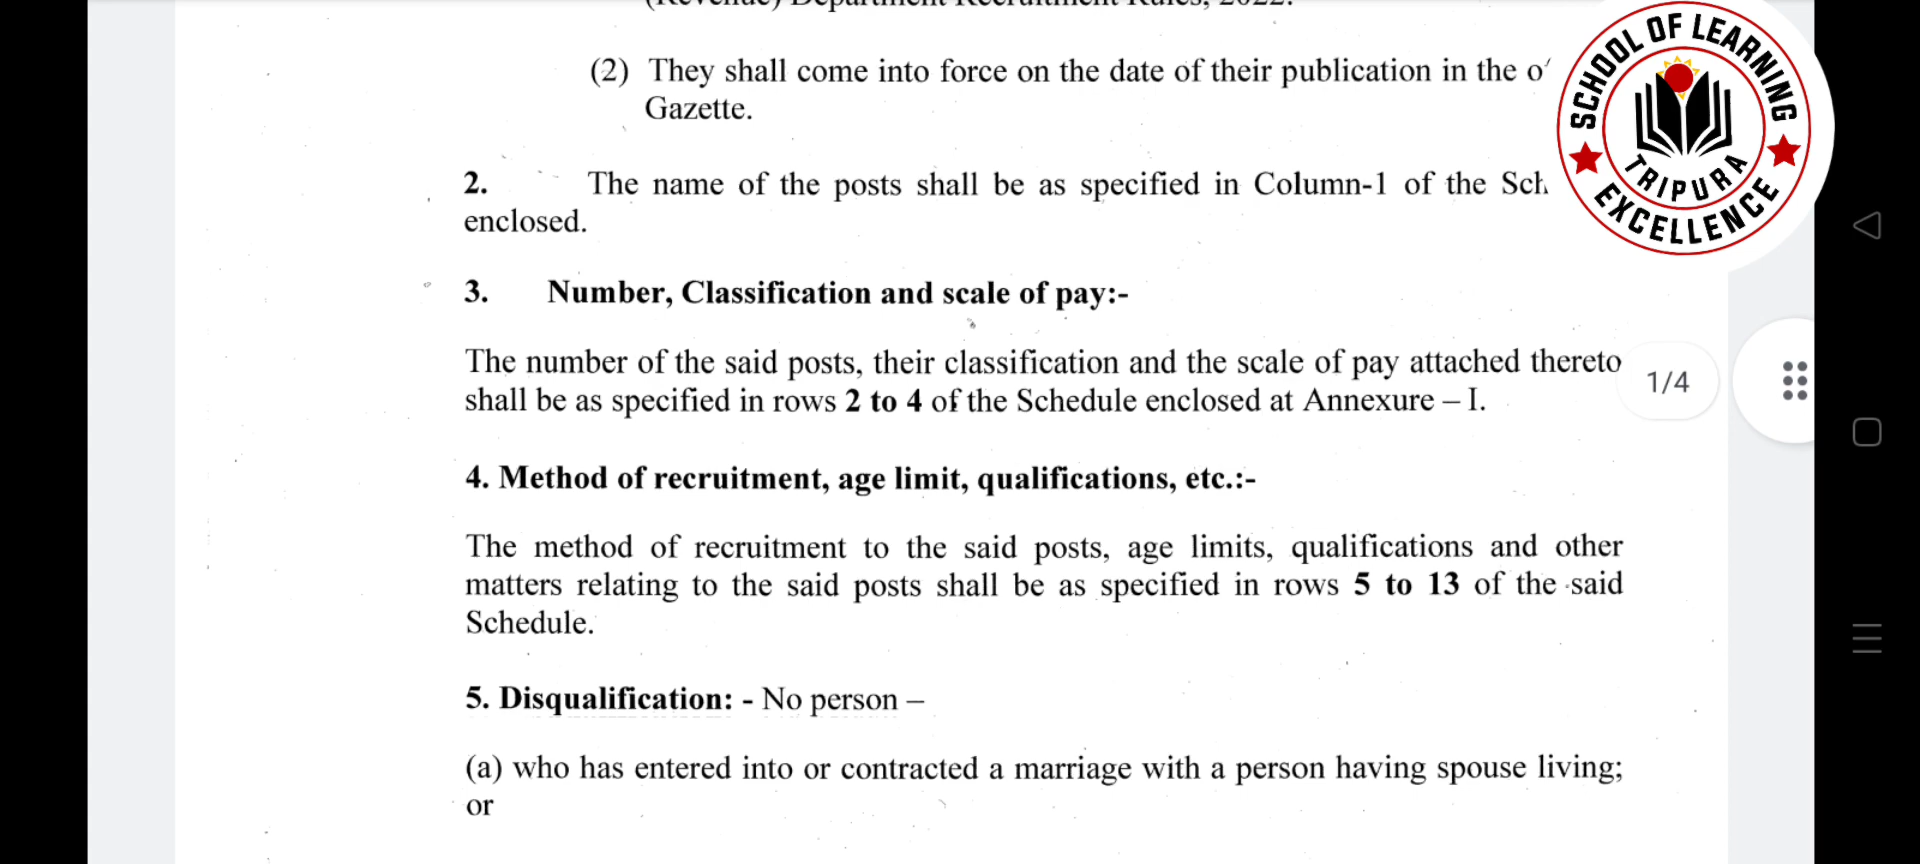 (Revenue) Department Recruitment Rules, 2022.
(2) They shall come into force on the date of their publication in the
Gazette.
2. The name of the posts shall be as specified in Column-1 of the
enclosed.
3. Number, Classification and scale of pay:-
The number of the said posts, their classification and the scale of pay attached thereto
shall be as specified in rows 2 to 4 of the Schedule enclosed at Annexure – I.
4. Method of recruitment, age limit, qualifications, etc.:-
The method of recruitment to the said posts, age limits, qualifications and other
matters relating to the said posts shall be as specified in rows 5 to 13 of the said
Schedule.
5. Disqualification: - No person –
(a) who has entered into or contracted a marriage with a person having spouse living;
or
SCHOOL OF LEARNING
TRIPURA
EXCELLENCE
1/4